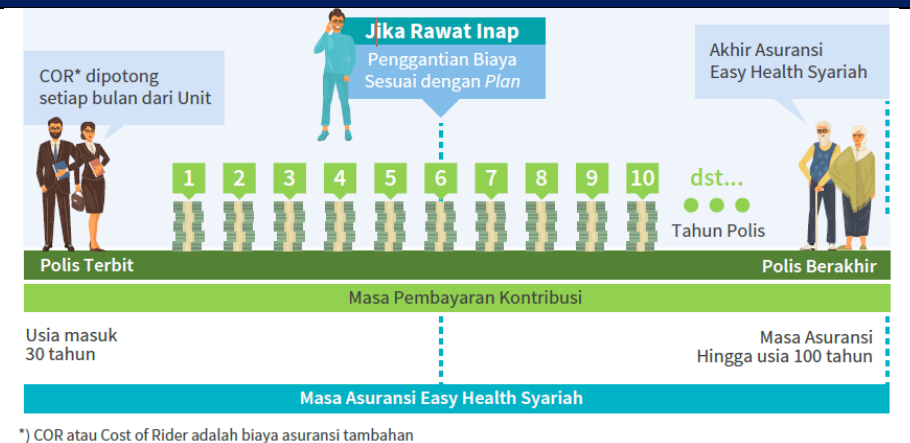 Jika Rawat Inap
Penggantian Biaya
Sesuai dengan Plan
COR* dipotong
setiap bulan dari Unit
Akhir Asuransi
Easy Health Syariah
1 2 3 4 5 6 7 8 9 10 dst...
Tahun Polis
Polis Terbit
Polis Berakhir
Masa Pembayaran Kontribusi
Usia masuk
30 tahun
Masa Asuransi
Hingga usia 100 tahun
Masa Asuransi Easy Health Syariah
*) COR atau Cost of Rider adalah biaya asuransi tambahan